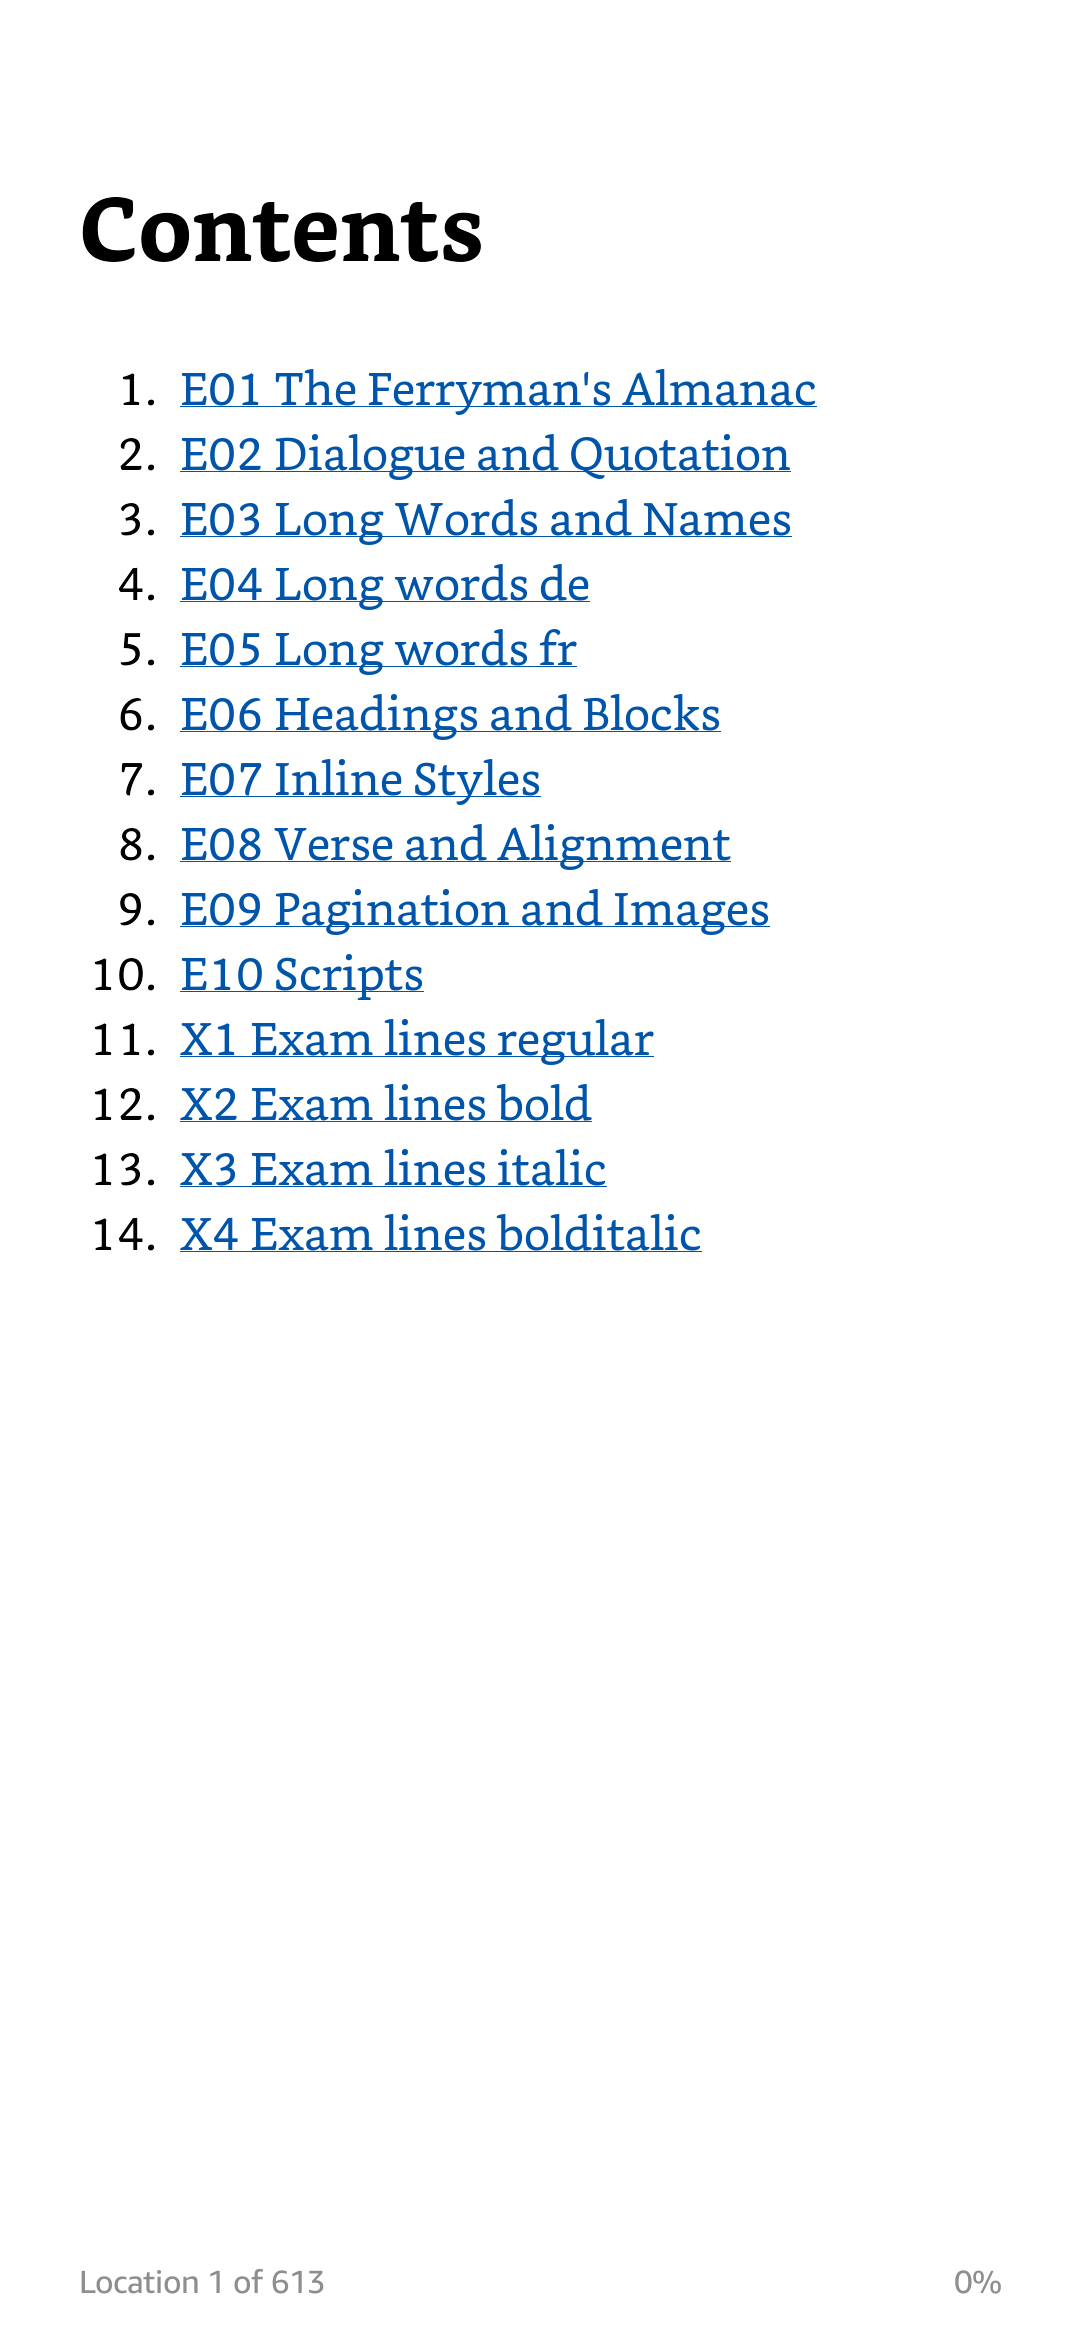 Contents
1. E01 The Ferryman's Almanac
2. E02 Dialogue and Quotation
3. E03 Long Words and Names
4. E04 Long words de
5. E05 Long words fr
6. E06 Headings and Blocks
7. E07 Inline Styles
8. E08 Verse and Alignment
9. E09 Pagination and Images
10. E10 Scripts
11. X1 Exam lines regular
12. X2 Exam lines bold
13. X3 Exam lines italic
14. X4 Exam lines bolditalic
Location 1 of 613 0%